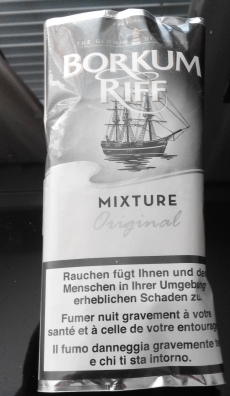 BORKUM
RIFF
MIXTURE
Original
Rauchen fügt Ihnen und de
Menschen in Ihrer Umgebung
erheblichen Schaden zu.
Fumer nuit gravement à votre
santé et à celle de votre entourage
Il fumo danneggia gravemente te
e chi ti sta intorno.